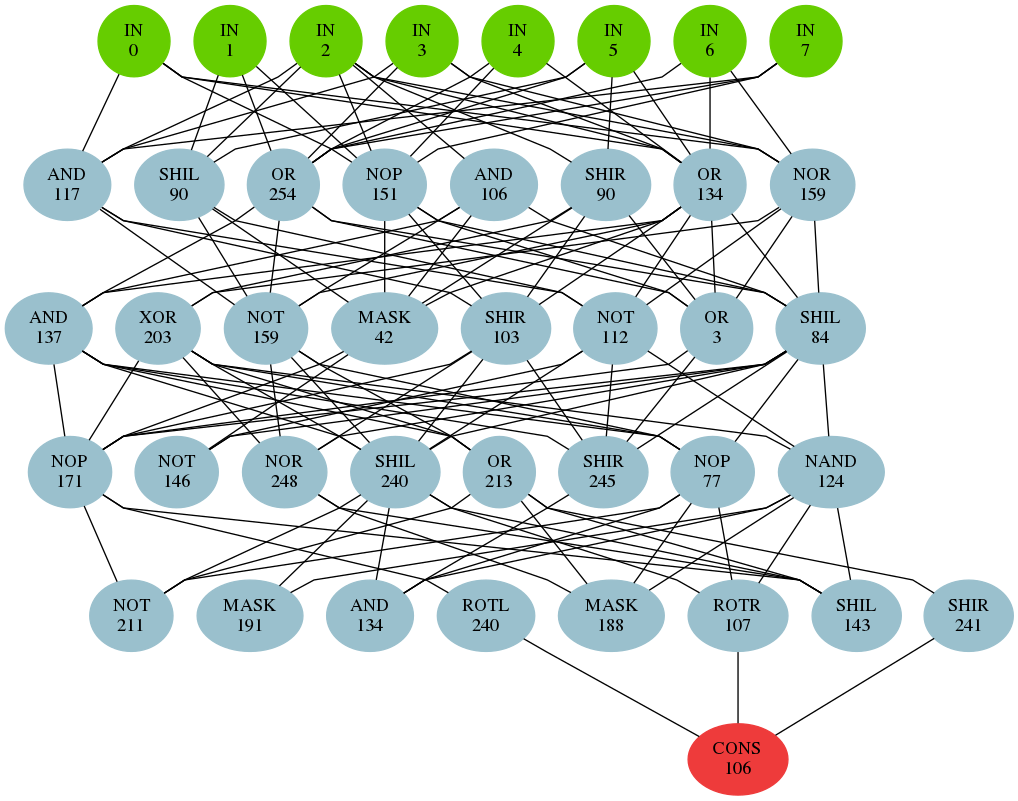 IN
0
IN
1
IN
2
IN
3
IN
4
IN
5
IN
6
IN
7
AND
117
SHIL
90
OR
254
NOP
151
AND
106
SHIR
90
OR
134
NOR
159
AND
137
XOR
203
NOT
159
MASK
42
SHIR
103
NOT
112
OR
3
SHIL
84
NOP
171
NOT
146
NOR
248
SHIL
240
OR
213
SHIR
245
NOP
77
NAND
124
NOT
211
MASK
191
AND
134
ROTL
240
MASK
188
ROTR
107
SHIL
143
SHIR
241
CONS
106